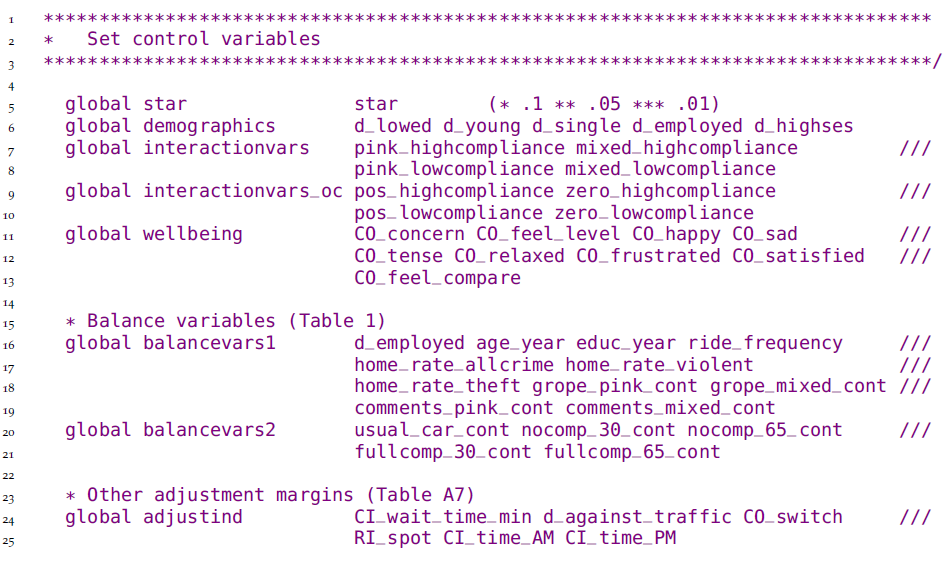 1 ********************************************************************************
2 *   Set control variables
3 ********************************************************************************/
4
5   global star               star        (* .1 ** .05 *** .01)
6   global demographics       d_lowed d_young d_single d_employed d_highses
7   global interactionvars    pink_highcompliance mixed_highcompliance         ///
8                             pink_lowcompliance mixed_lowcompliance
9   global interactionvars_oc pos_highcompliance zero_highcompliance           ///
10                            pos_lowcompliance zero_lowcompliance
11  global wellbeing          CO_concern CO_feel_level CO_happy CO_sad         ///
12                            CO_tense CO_relaxed CO_frustrated CO_satisfied   ///
13                            CO_feel_compare
14
15  * Balance variables (Table 1)
16  global balancevars1       d_employed age_year educ_year ride_frequency     ///
17                            home_rate_allcrime home_rate_violent             ///
18                            home_rate_theft grope_pink_cont grope_mixed_cont ///
19                            comments_pink_cont comments_mixed_cont
20  global balancevars2       usual_car_cont nocomp_30_cont nocomp_65_cont     ///
21                            fullcomp_30_cont fullcomp_65_cont
22
23  * Other adjustment margins (Table A7)
24  global adjustind          CI_wait_time_min d_against_traffic CO_switch     ///
25                            RI_spot CI_time_AM CI_time_PM